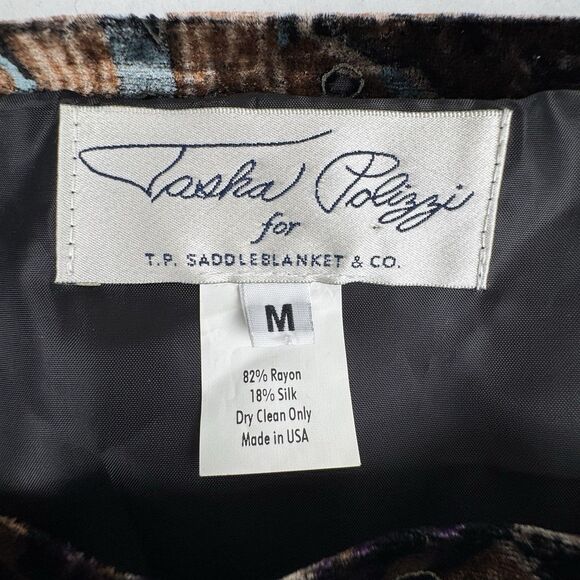 Tasha Polizzi
for
T.P. SADDLEBLANKET & CO.
M
82% Rayon
18% Silk
Dry Clean Only
Made in USA